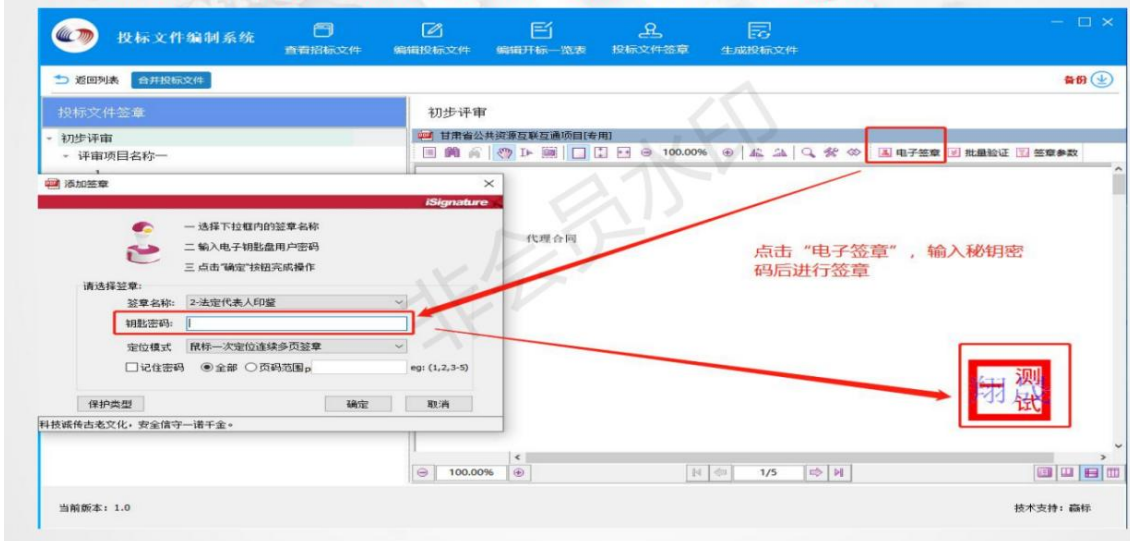 投标文件编制系统
查看招标文件
编辑投标文件
编辑开标一览表
投标文件签章
生成投标文件
返回列表
合并投标文件
备份
投标文件签章
初步评审
初步评审
评审项目名称一
1
甘肃省公共资源互联互通项目[专用]
100.00%
电子签章
批量验证
签章参数
添加签章
iSignature
一 选择下拉框内的签章名称
二 输入电子钥匙盘用户密码
三 点击"确定"按钮完成操作
请选择签章:
签章名称:
2-法定代表人印鉴
钥匙密码:
定位模式
鼠标一次定位连续多页签章
记住密码
全部
页码范围p
eg: (1,2,3-5)
保护类型
确定
取消
科技诚传古老文化,安全信守一诺千金。
代理合同
点击“电子签章”,输入秘钥密
码后进行签章
测
试
非会员水印
100.00%
1/5
当前版本: 1.0
技术支持: 赢标